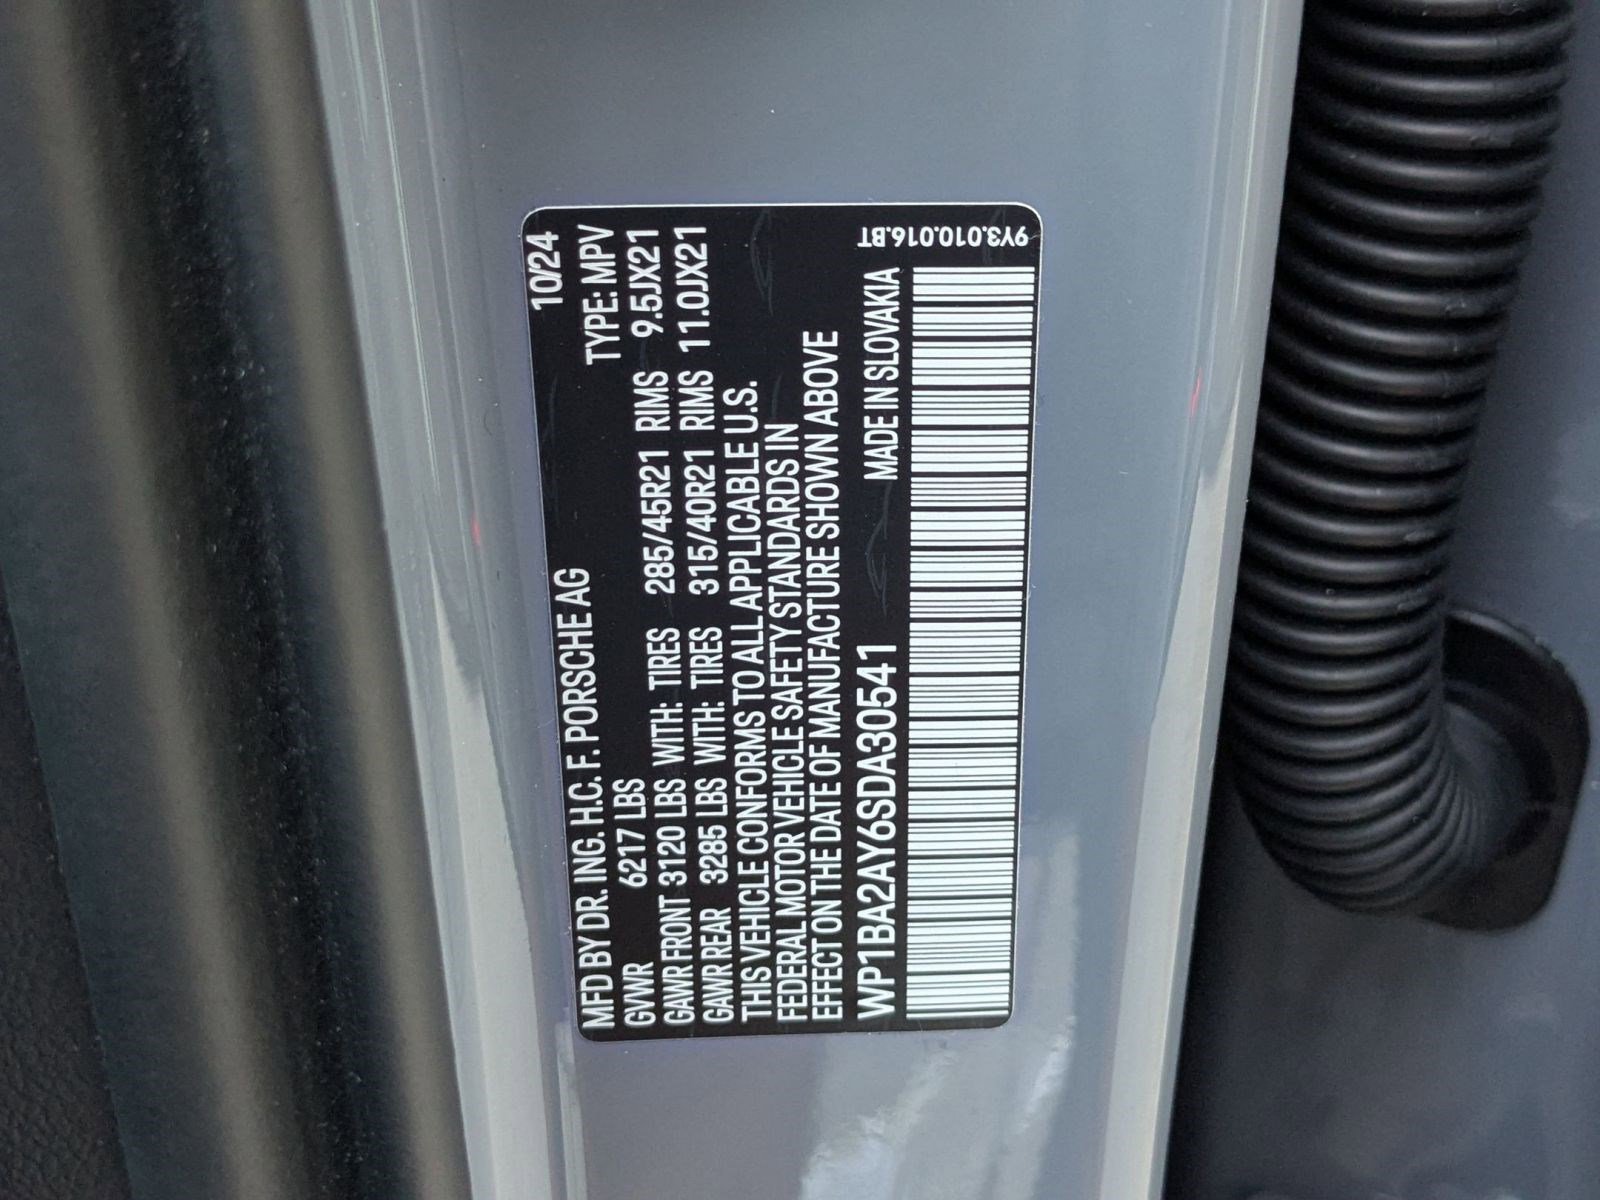 MFD BY DR. ING. H.C. F. PORSCHE AG 10/24
GVWR 6217 LBS TYPE: MPV
GAWR FRONT 3120 LBS WITH: TIRES 285/45R21 RIMS 9.5JX21
GAWR REAR 3285 LBS WITH: TIRES 315/40R21 RIMS 11.0JX21
THIS VEHICLE CONFORMS TO ALL APPLICABLE U.S.
FEDERAL MOTOR VEHICLE SAFETY STANDARDS IN
EFFECT ON THE DATE OF MANUFACTURE SHOWN ABOVE
WP1BA2AY6SDA30541 MADE IN SLOVAKIA
9Y3.010.016.BT